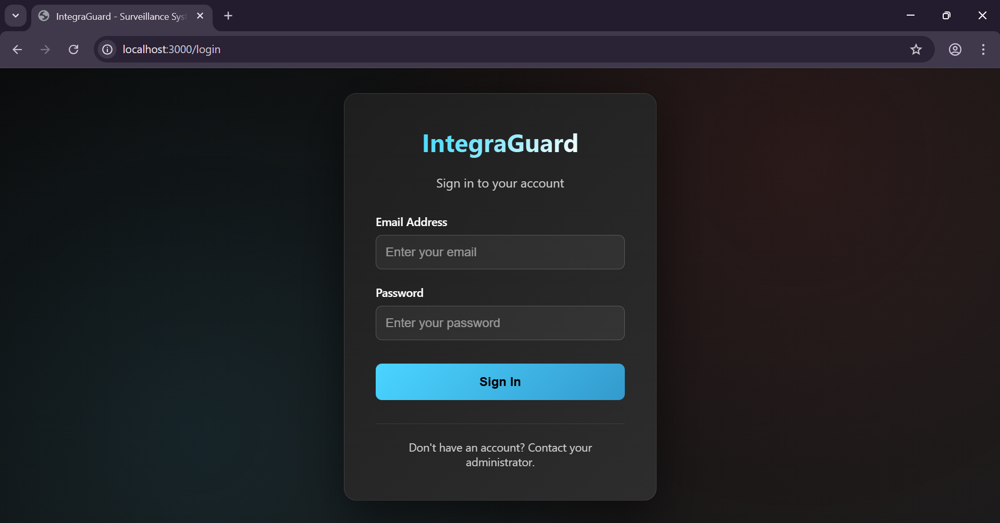 IntegraGuard - Surveillance Syst
localhost:3000/login
IntegraGuard
Sign in to your account
Email Address
Enter your email
Password
Enter your password
Sign In
Don't have an account? Contact your
administrator.